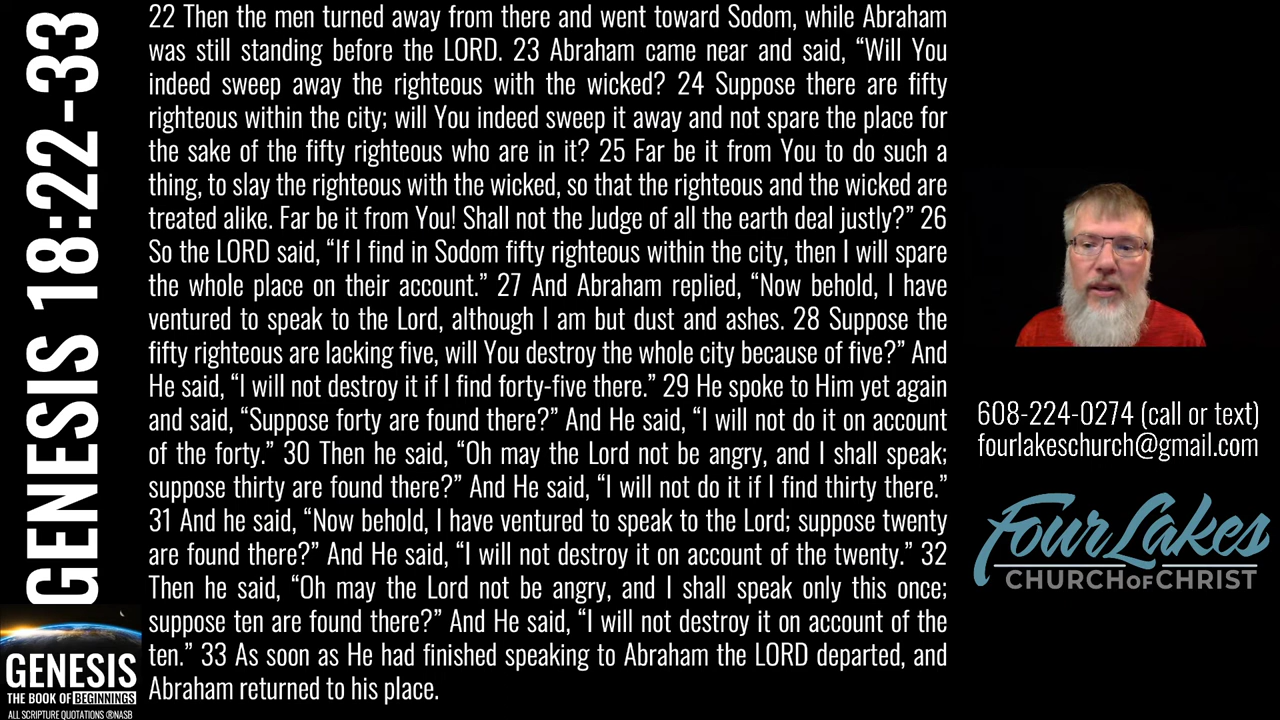 GENESIS 18:22-33
22 Then the men turned away from there and went toward Sodom, while Abraham
was still standing before the LORD. 23 Abraham came near and said, “Will You
indeed sweep away the righteous with the wicked? 24 Suppose there are fifty
righteous within the city; will You indeed sweep it away and not spare the place for
the sake of the fifty righteous who are in it? 25 Far be it from You to do such a
thing, to slay the righteous with the wicked, so that the righteous and the wicked are
treated alike. Far be it from You! Shall not the Judge of all the earth deal justly?” 26
So the LORD said, “If I find in Sodom fifty righteous within the city, then I will spare
the whole place on their account.” 27 And Abraham replied, “Now behold, I have
ventured to speak to the Lord, although I am but dust and ashes. 28 Suppose the
fifty righteous are lacking five, will You destroy the whole city because of five?” And
He said, “I will not destroy it if I find forty-five there.” 29 He spoke to Him yet again
and said, “Suppose forty are found there?” And He said, “I will not do it on account
of the forty.” 30 Then he said, “Oh may the Lord not be angry, and I shall speak;
suppose thirty are found there?” And He said, “I will not do it if I find thirty there.”
31 And he said, “Now behold, I have ventured to speak to the Lord; suppose twenty
are found there?” And He said, “I will not destroy it on account of the twenty.” 32
Then he said, “Oh may the Lord not be angry, and I shall speak only this once;
suppose ten are found there?” And He said, “I will not destroy it on account of the
ten.” 33 As soon as He had finished speaking to Abraham the LORD departed, and
Abraham returned to his place.
GENESIS
THE BOOK OF BEGINNINGS
ALL SCRIPTURE QUOTATIONS ®NASB
608-224-0274 (call or text)
fourlakeschurch@gmail.com
Four Lakes
CHURCH OF CHRIST